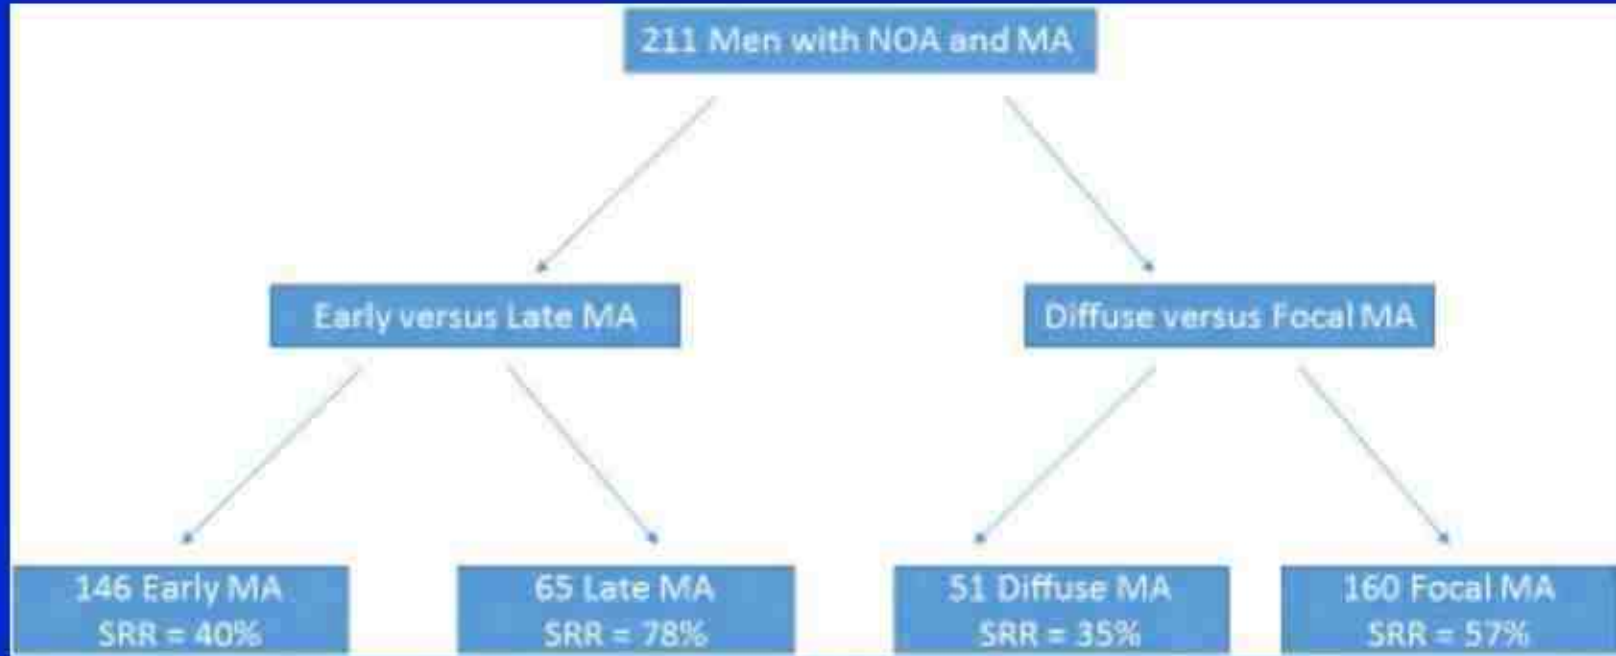 211 Men with NOA and MA
Early versus Late MA
Diffuse versus Focal MA
146 Early MA
SRR = 40%
65 Late MA
SRR = 78%
51 Diffuse MA
SRR = 35%
160 Focal MA
SRR = 57%